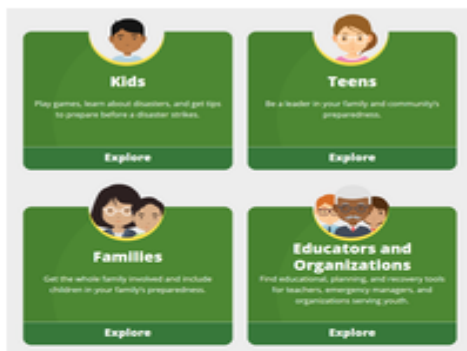 Kids
Play games, learn about disasters, and get tips
to prepare before a disaster strikes.
Explore
Teens
Be a leader in your family and community's
preparedness.
Explore
Families
Get the whole family involved and include
children in your family's preparedness.
Explore
Educators and
Organizations
Find educational, planning, and recovery tools
for teachers, emergency managers, and
organizations serving youth.
Explore